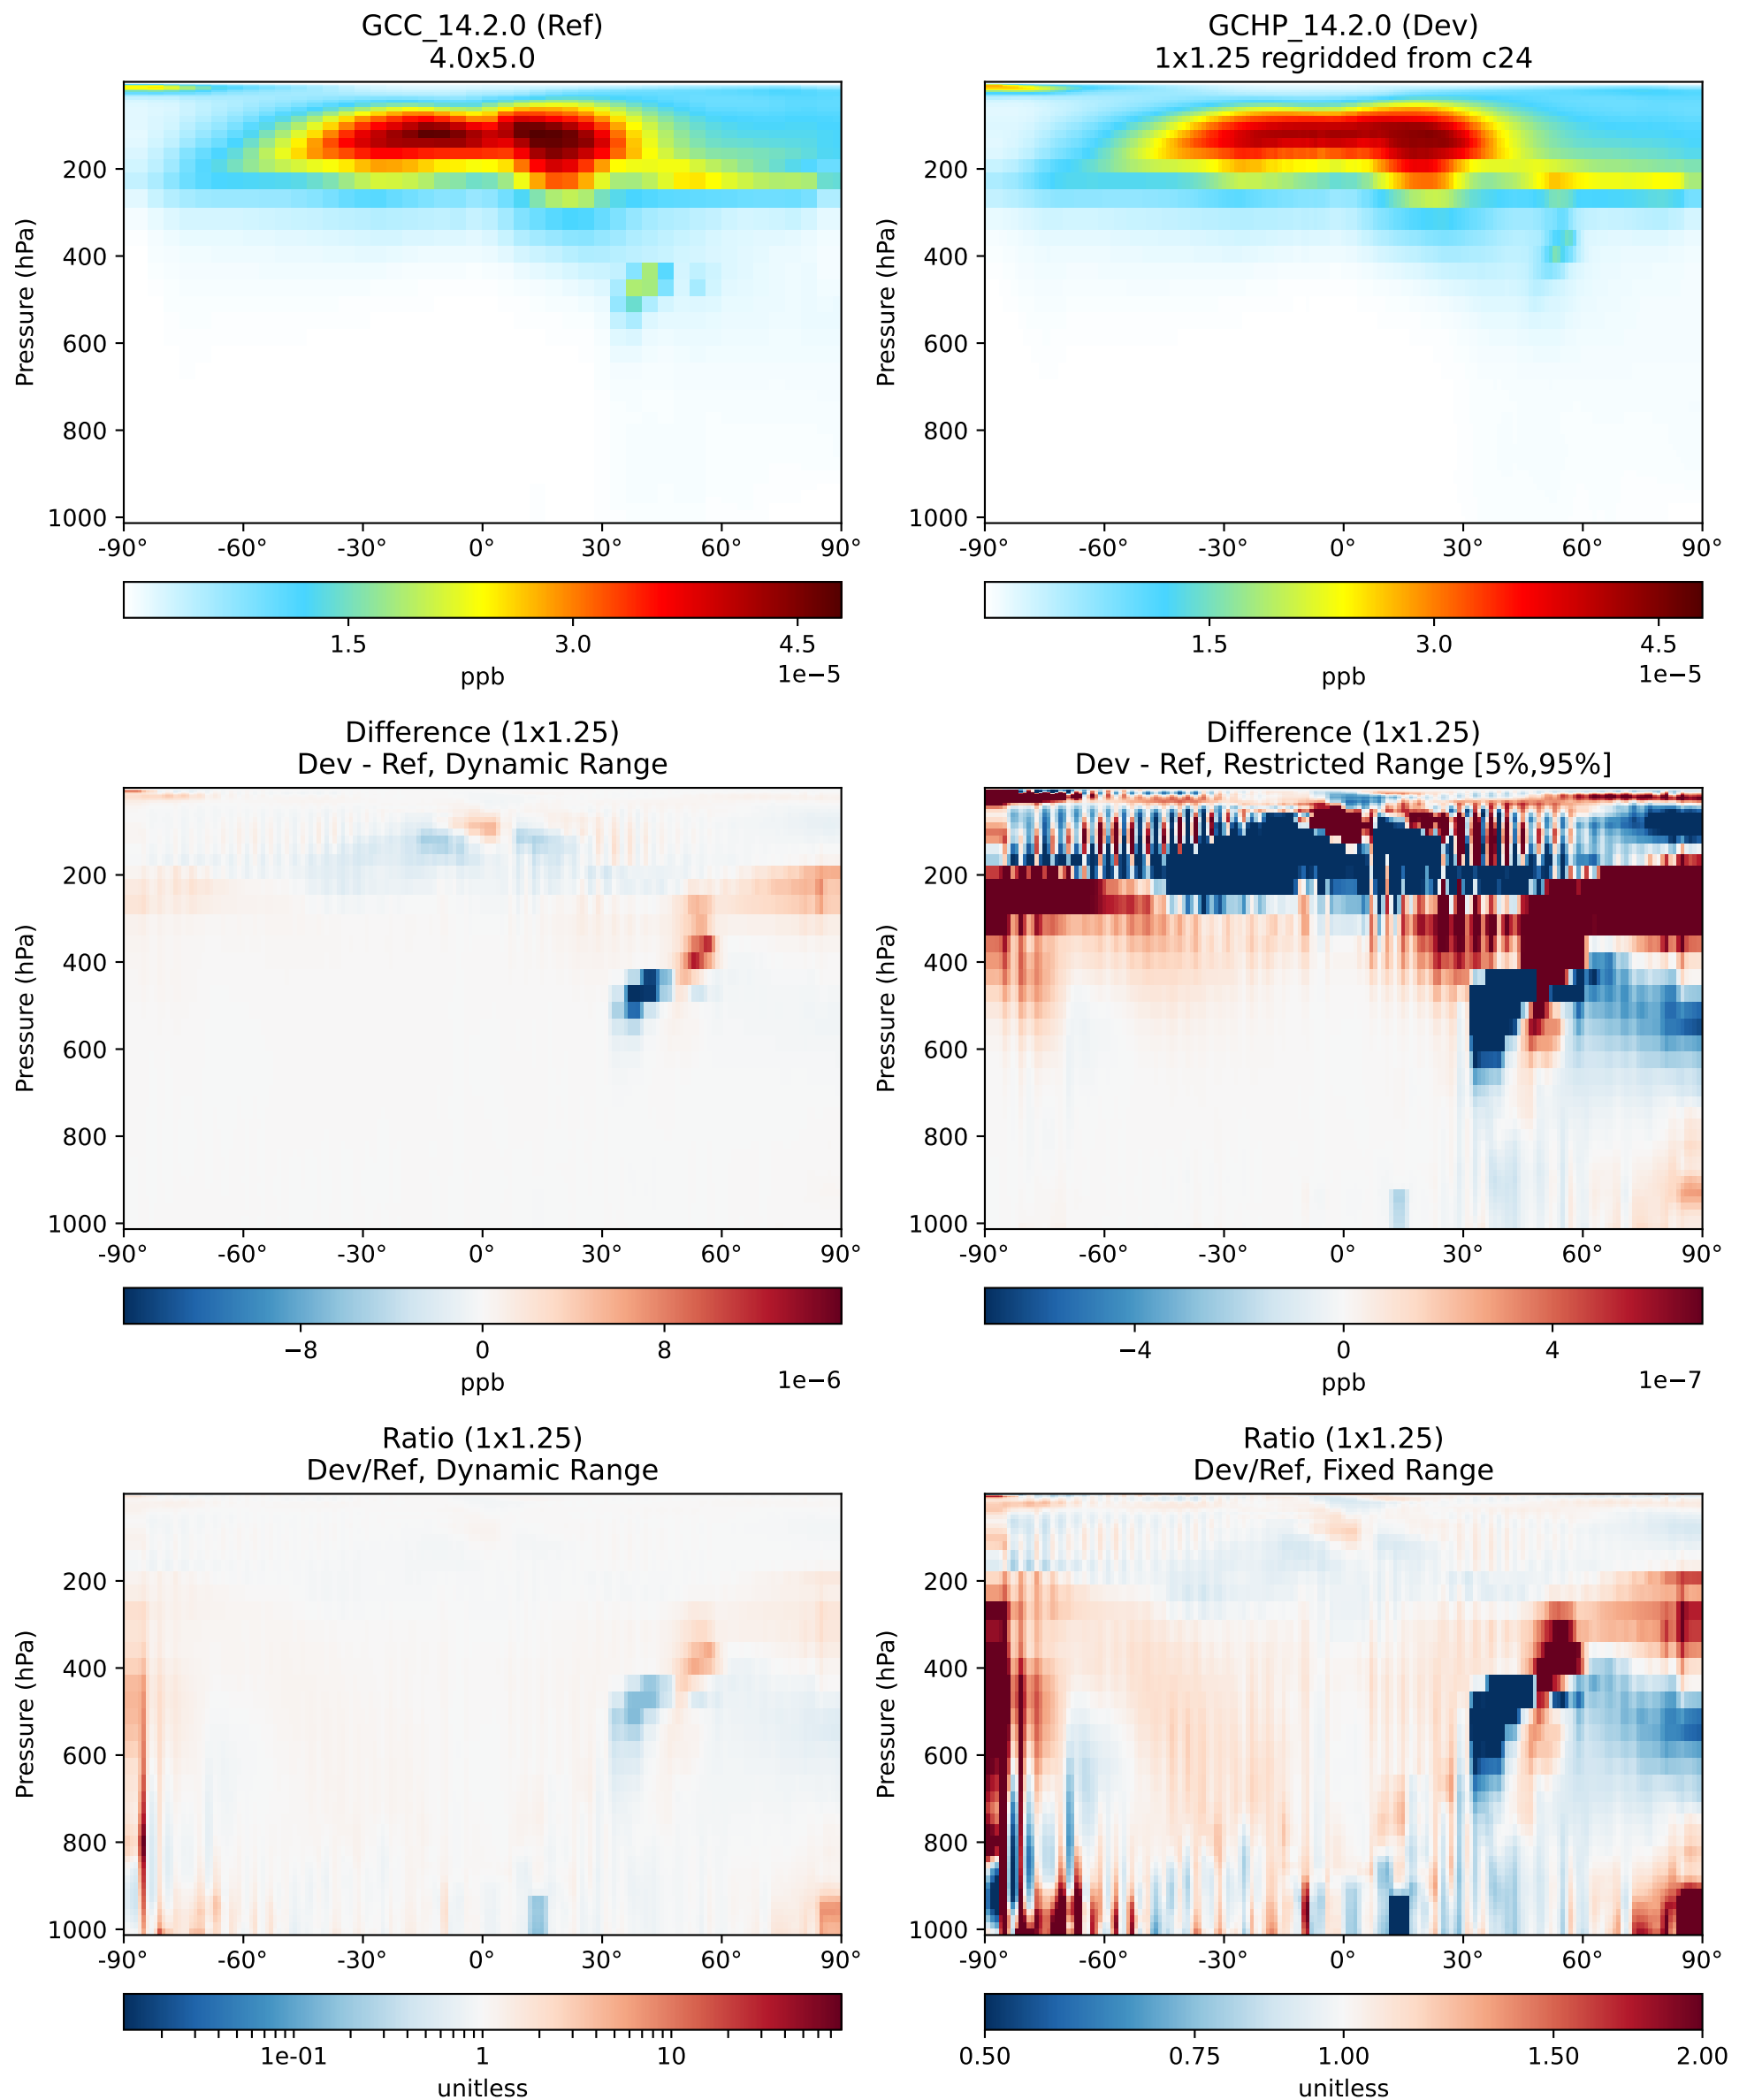 GCC_14.2.0 (Ref)
4.0x5.0
GCHP_14.2.0 (Dev)
1x1.25 regridded from c24
Pressure (hPa)
200
400
600
800
1000
-90° -60° -30° 0° 30° 60° 90°
1.5 3.0 4.5
ppb
1e−5
Pressure (hPa)
200
400
600
800
1000
-90° -60° -30° 0° 30° 60° 90°
1.5 3.0 4.5
ppb
1e−5
Difference (1x1.25)
Dev - Ref, Dynamic Range
Difference (1x1.25)
Dev - Ref, Restricted Range [5%,95%]
Pressure (hPa)
200
400
600
800
1000
-90° -60° -30° 0° 30° 60° 90°
−8 0 8
ppb
1e−6
Pressure (hPa)
200
400
600
800
1000
-90° -60° -30° 0° 30° 60° 90°
−4 0 4
ppb
1e−7
Ratio (1x1.25)
Dev/Ref, Dynamic Range
Ratio (1x1.25)
Dev/Ref, Fixed Range
Pressure (hPa)
200
400
600
800
1000
-90° -60° -30° 0° 30° 60° 90°
1e-01 1 10
unitless
Pressure (hPa)
200
400
600
800
1000
-90° -60° -30° 0° 30° 60° 90°
0.50 0.75 1.00 1.50 2.00
unitless